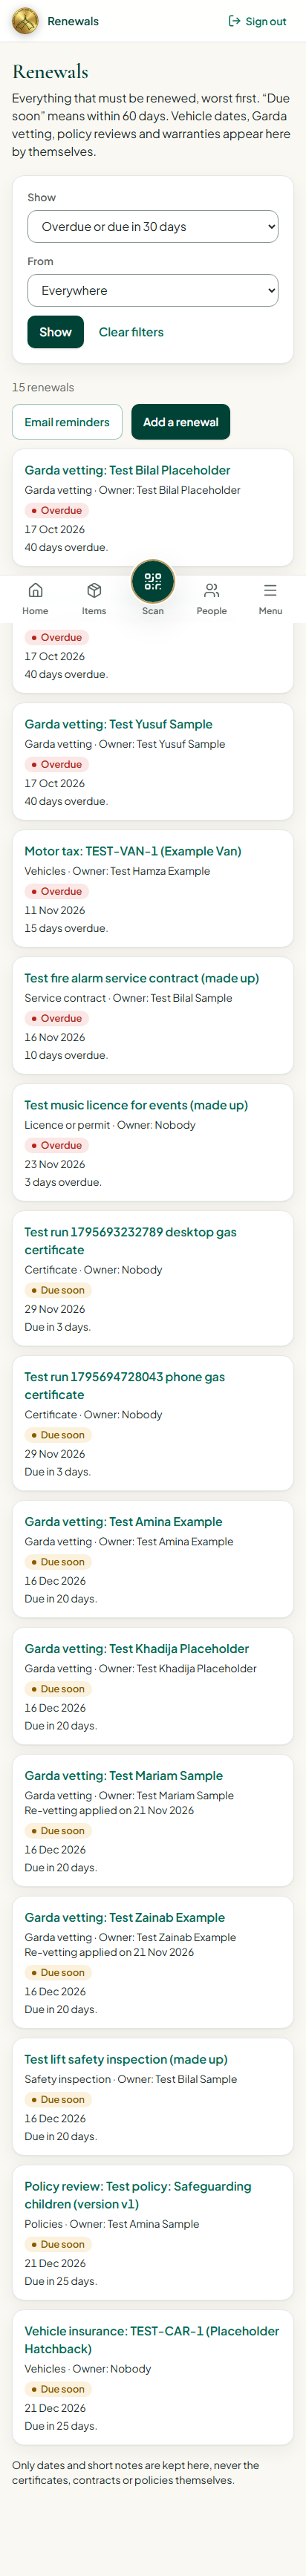 Renewals
Sign out
Renewals
Everything that must be renewed, worst first. “Due
soon” means within 60 days. Vehicle dates, Garda
vetting, policy reviews and warranties appear here
by themselves.
Show
Overdue or due in 30 days
From
Everywhere
Show
Clear filters
15 renewals
Email reminders
Add a renewal
Garda vetting: Test Bilal Placeholder
Garda vetting · Owner: Test Bilal Placeholder
Overdue
17 Oct 2026
40 days overdue.
Home
Items
Scan
People
Menu
Overdue
17 Oct 2026
40 days overdue.
Garda vetting: Test Yusuf Sample
Garda vetting · Owner: Test Yusuf Sample
Overdue
17 Oct 2026
40 days overdue.
Motor tax: TEST-VAN-1 (Example Van)
Vehicles · Owner: Test Hamza Example
Overdue
11 Nov 2026
15 days overdue.
Test fire alarm service contract (made up)
Service contract · Owner: Test Bilal Sample
Overdue
16 Nov 2026
10 days overdue.
Test music licence for events (made up)
Licence or permit · Owner: Nobody
Overdue
23 Nov 2026
3 days overdue.
Test run 1795693232789 desktop gas
certificate
Certificate · Owner: Nobody
Due soon
29 Nov 2026
Due in 3 days.
Test run 1795694728043 phone gas
certificate
Certificate · Owner: Nobody
Due soon
29 Nov 2026
Due in 3 days.
Garda vetting: Test Amina Example
Garda vetting · Owner: Test Amina Example
Due soon
16 Dec 2026
Due in 20 days.
Garda vetting: Test Khadija Placeholder
Garda vetting · Owner: Test Khadija Placeholder
Due soon
16 Dec 2026
Due in 20 days.
Garda vetting: Test Mariam Sample
Garda vetting · Owner: Test Mariam Sample
Re-vetting applied on 21 Nov 2026
Due soon
16 Dec 2026
Due in 20 days.
Garda vetting: Test Zainab Example
Garda vetting · Owner: Test Zainab Example
Re-vetting applied on 21 Nov 2026
Due soon
16 Dec 2026
Due in 20 days.
Test lift safety inspection (made up)
Safety inspection · Owner: Test Bilal Sample
Due soon
16 Dec 2026
Due in 20 days.
Policy review: Test policy: Safeguarding
children (version v1)
Policies · Owner: Test Amina Sample
Due soon
21 Dec 2026
Due in 25 days.
Vehicle insurance: TEST-CAR-1 (Placeholder
Hatchback)
Vehicles · Owner: Nobody
Due soon
21 Dec 2026
Due in 25 days.
Only dates and short notes are kept here, never the
certificates, contracts or policies themselves.